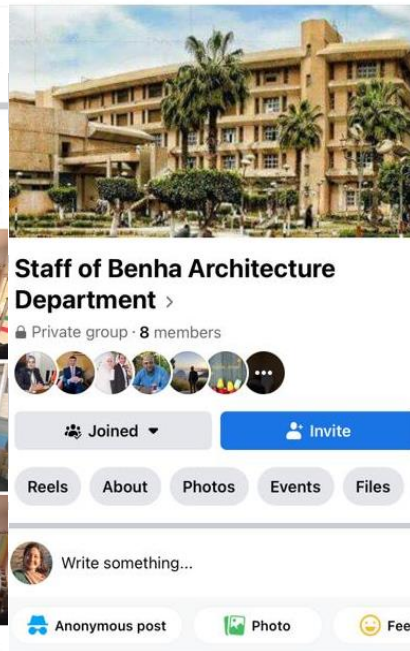 Staff of Benha Architecture
Department >
Private group · 8 members
Joined
Invite
Reels
About
Photos
Events
Files
Write something...
Anonymous post
Photo
Fee